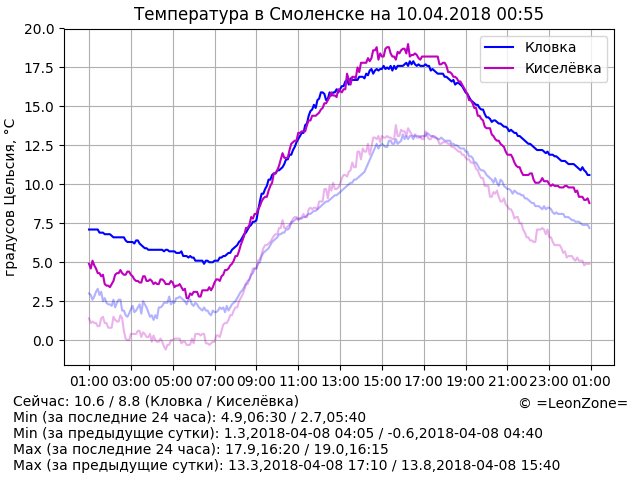 Температура в Смоленске на 10.04.2018 00:55
градусов Цельсия, °C
20.0
17.5
15.0
12.5
10.0
7.5
5.0
2.5
0.0
Кловка
Киселёвка
01:00 03:00 05:00 07:00 09:00 11:00 13:00 15:00 17:00 19:00 21:00 23:00 01:00
Сейчас: 10.6 / 8.8 (Кловка / Киселёвка)
© =LeonZone=
Min (за последние 24 часа): 4.9,06:30 / 2.7,05:40
Min (за предыдущие сутки): 1.3,2018-04-08 04:05 / -0.6,2018-04-08 04:40
Max (за последние 24 часа): 17.9,16:20 / 19.0,16:15
Max (за предыдущие сутки): 13.3,2018-04-08 17:10 / 13.8,2018-04-08 15:40